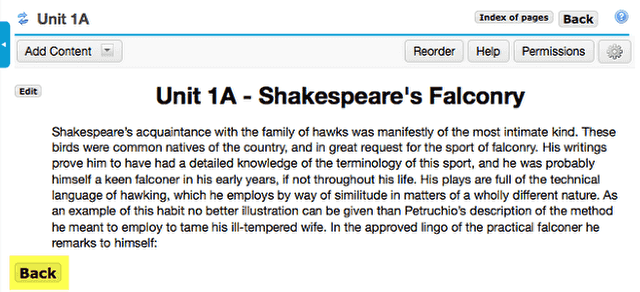 Unit 1A
Index of pages
Back
Add Content
Reorder
Help
Permissions
Edit
Unit 1A - Shakespeare's Falconry
Shakespeare's acquaintance with the family of hawks was manifestly of the most intimate kind. These
birds were common natives of the country, and in great request for the sport of falconry. His writings
prove him to have had a detailed knowledge of the terminology of this sport, and he was probably
himself a keen falconer in his early years, if not throughout his life. His plays are full of the technical
language of hawking, which he employs by way of similitude in matters of a wholly different nature. As
an example of this habit no better illustration can be given than Petruchio's description of the method
he meant to employ to tame his ill-tempered wife. In the approved lingo of the practical falconer he
remarks to himself:
Back